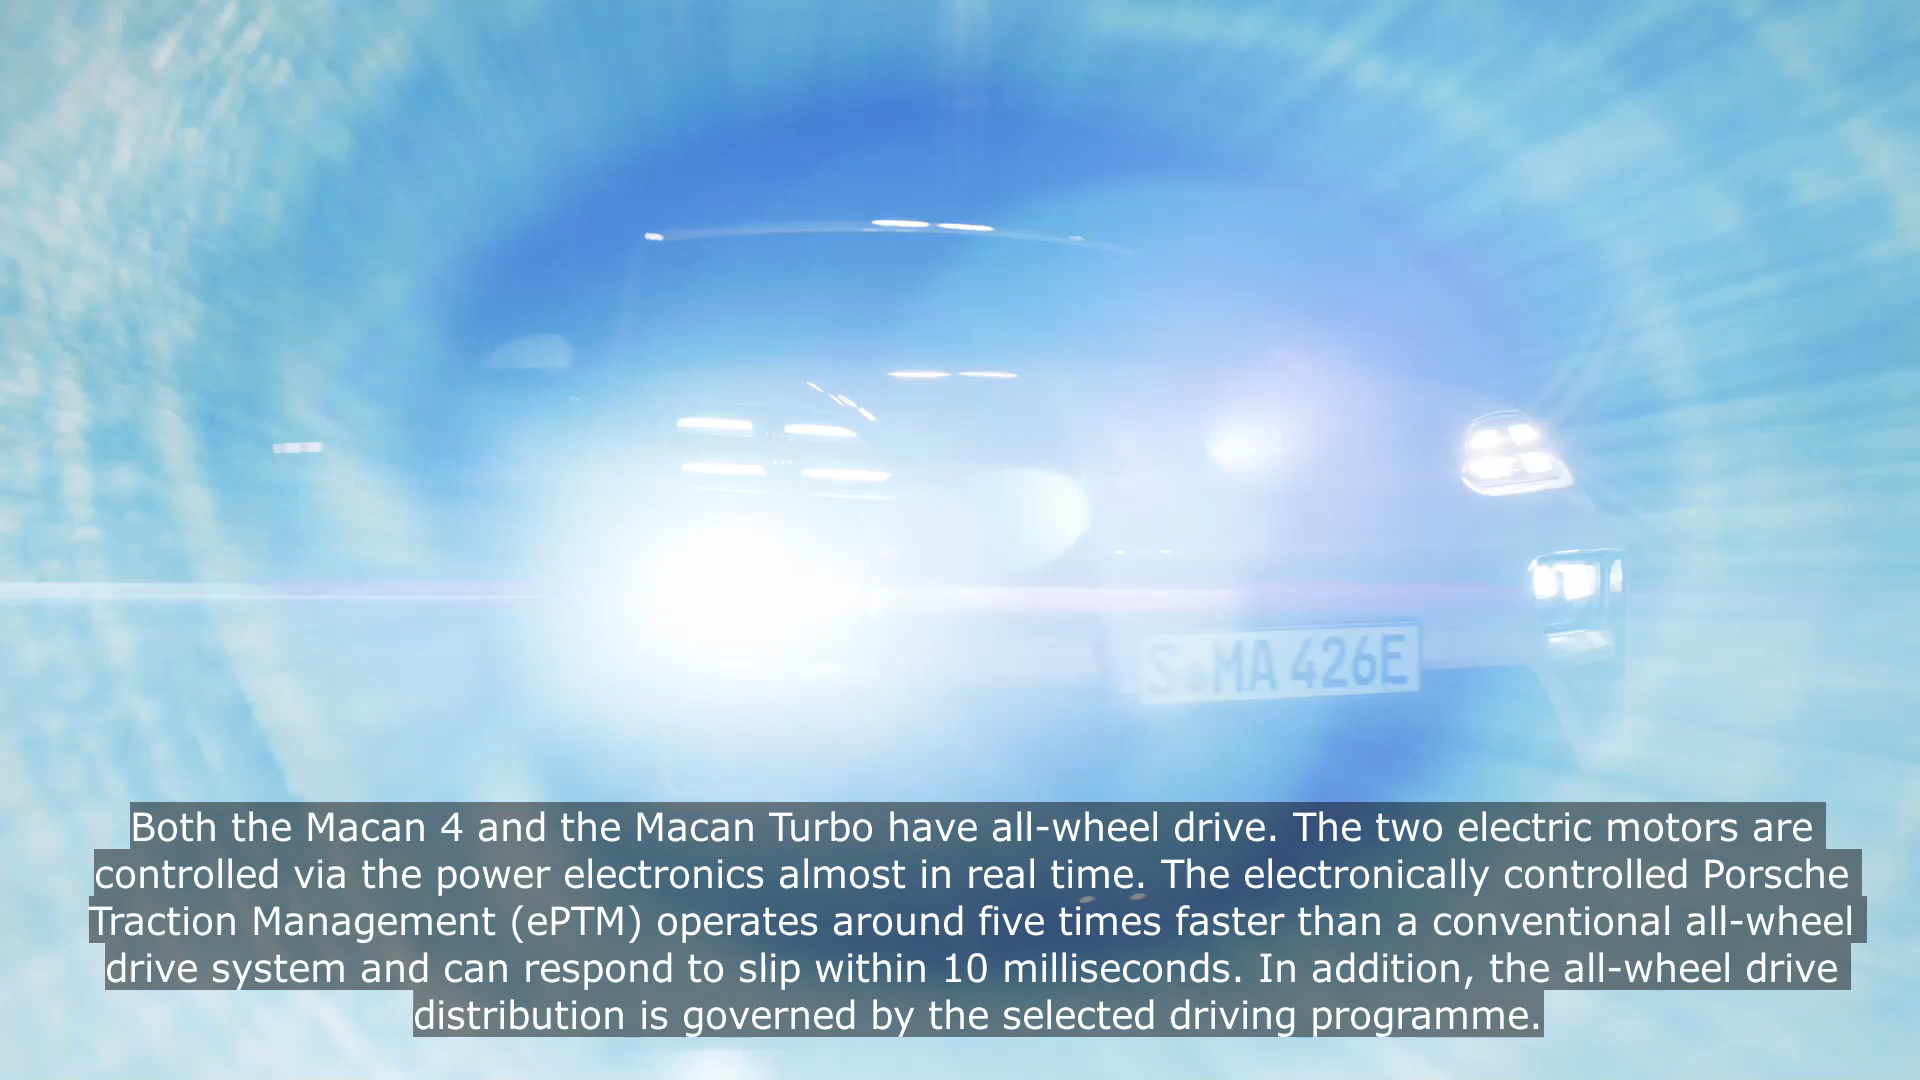 S MA 426E
Both the Macan 4 and the Macan Turbo have all-wheel drive. The two electric motors are
controlled via the power electronics almost in real time. The electronically controlled Porsche
Traction Management (ePTM) operates around five times faster than a conventional all-wheel
drive system and can respond to slip within 10 milliseconds. In addition, the all-wheel drive
distribution is governed by the selected driving programme.